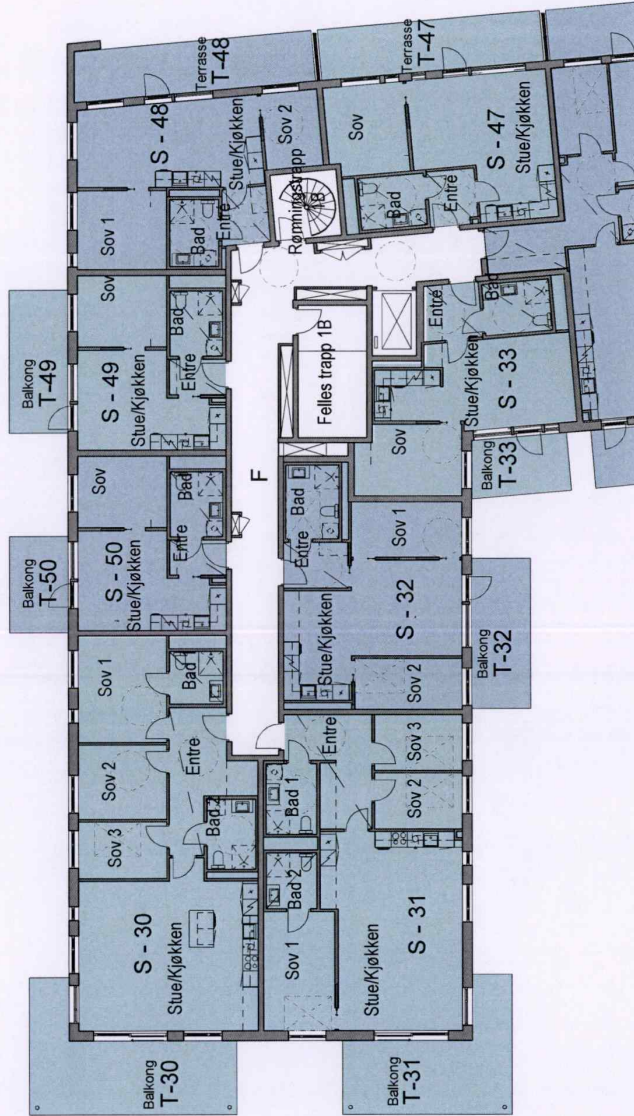 Terrasse
T-48
Terrasse
T-47
S - 48
Stue/Kjøkken
Sov 2
Sov 1
Bad
Entre
Rømningstrapp
1B
Sov
S - 47
Stue/Kjøkken
Bad
Entre
Balkong
T-49
Sov
S - 49
Stue/Kjøkken
Bad
Entre
Felles trapp 1B
Entre
Bad
Stue/Kjøkken
S - 33
Sov
Balkong
T-33
Balkong
T-50
Sov
S - 50
Stue/Kjøkken
Bad
Entre
F
Bad
Entre
Sov 1
S - 32
Stue/Kjøkken
Sov 2
Balkong
T-32
Sov 1
Bad
Sov 2
Entre
Sov 3
Bad 2
S - 30
Stue/Kjøkken
Balkong
T-30
Entre
Bad 1
Sov 3
Sov 2
Bad 2
Sov 1
S - 31
Stue/Kjøkken
Balkong
T-31